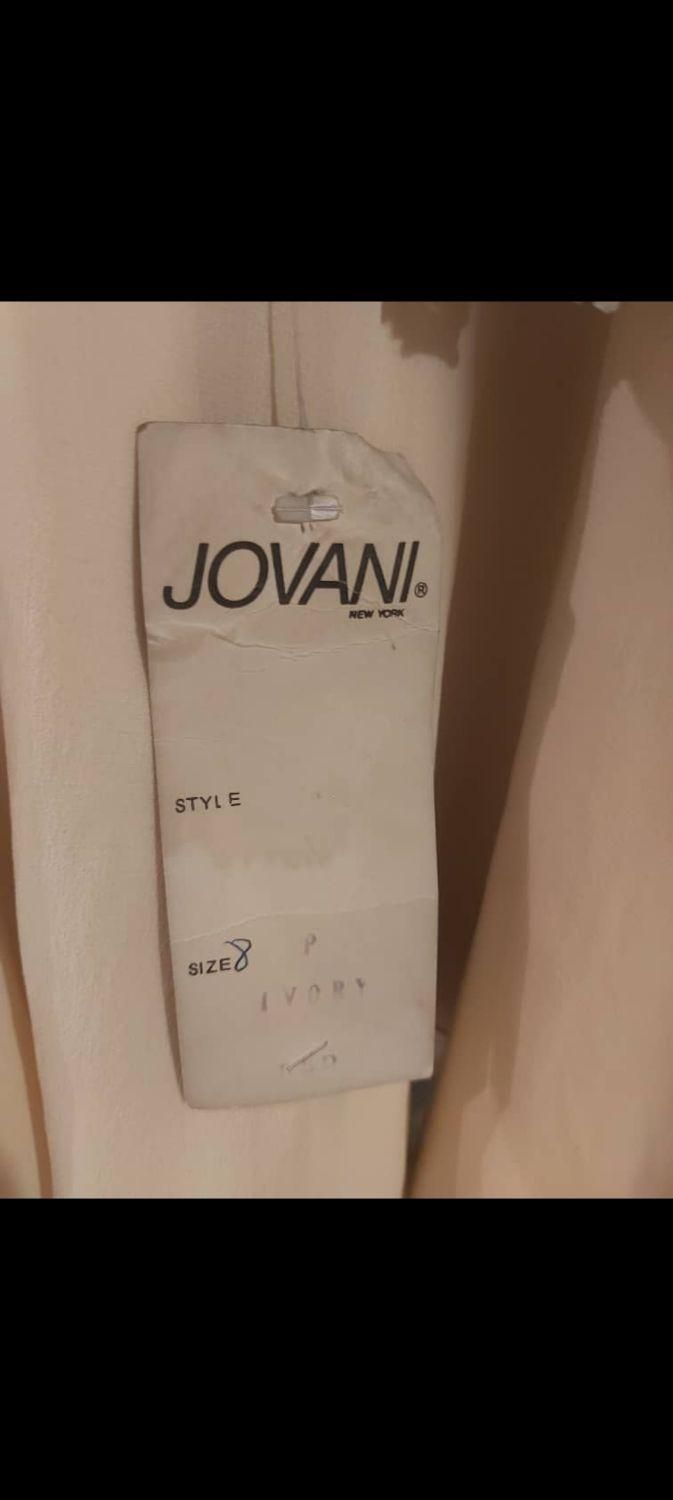 JOVANI®
NEW YORK
STYLE
SIZE 8 P
IVORY